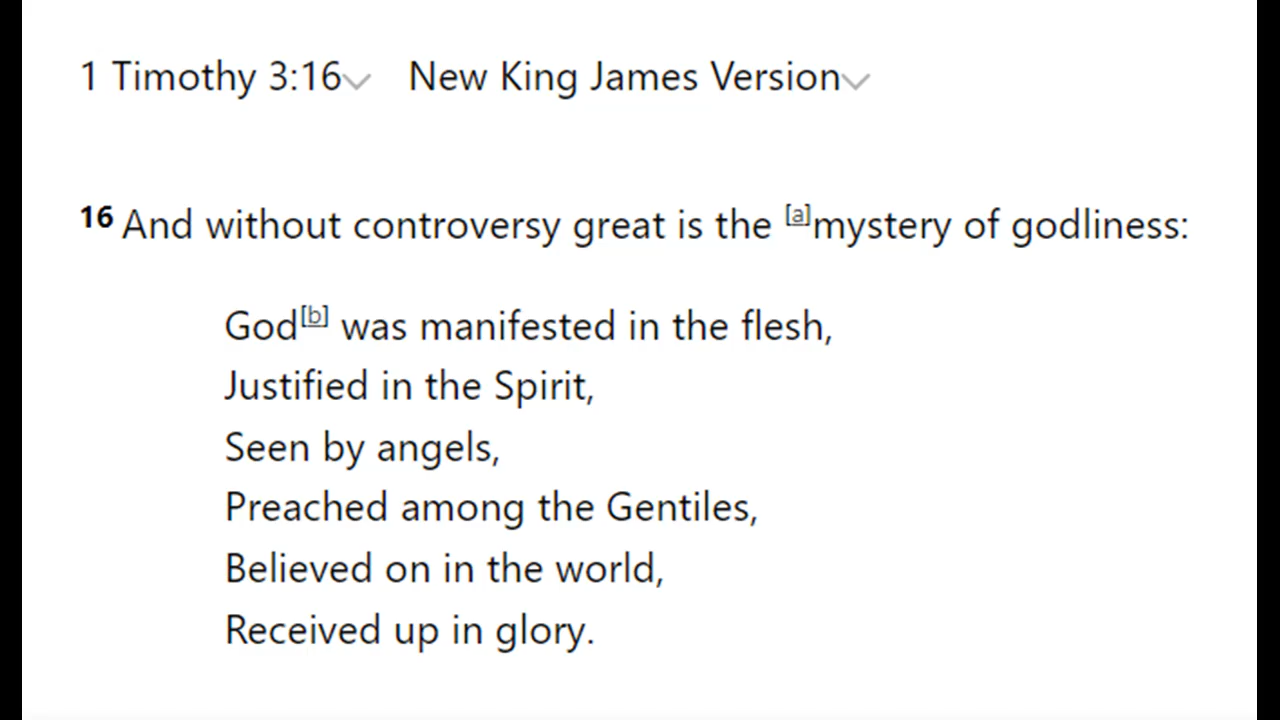 1 Timothy 3:16 New King James Version
16 And without controversy great is the [a]mystery of godliness:
God[b] was manifested in the flesh,
Justified in the Spirit,
Seen by angels,
Preached among the Gentiles,
Believed on in the world,
Received up in glory.